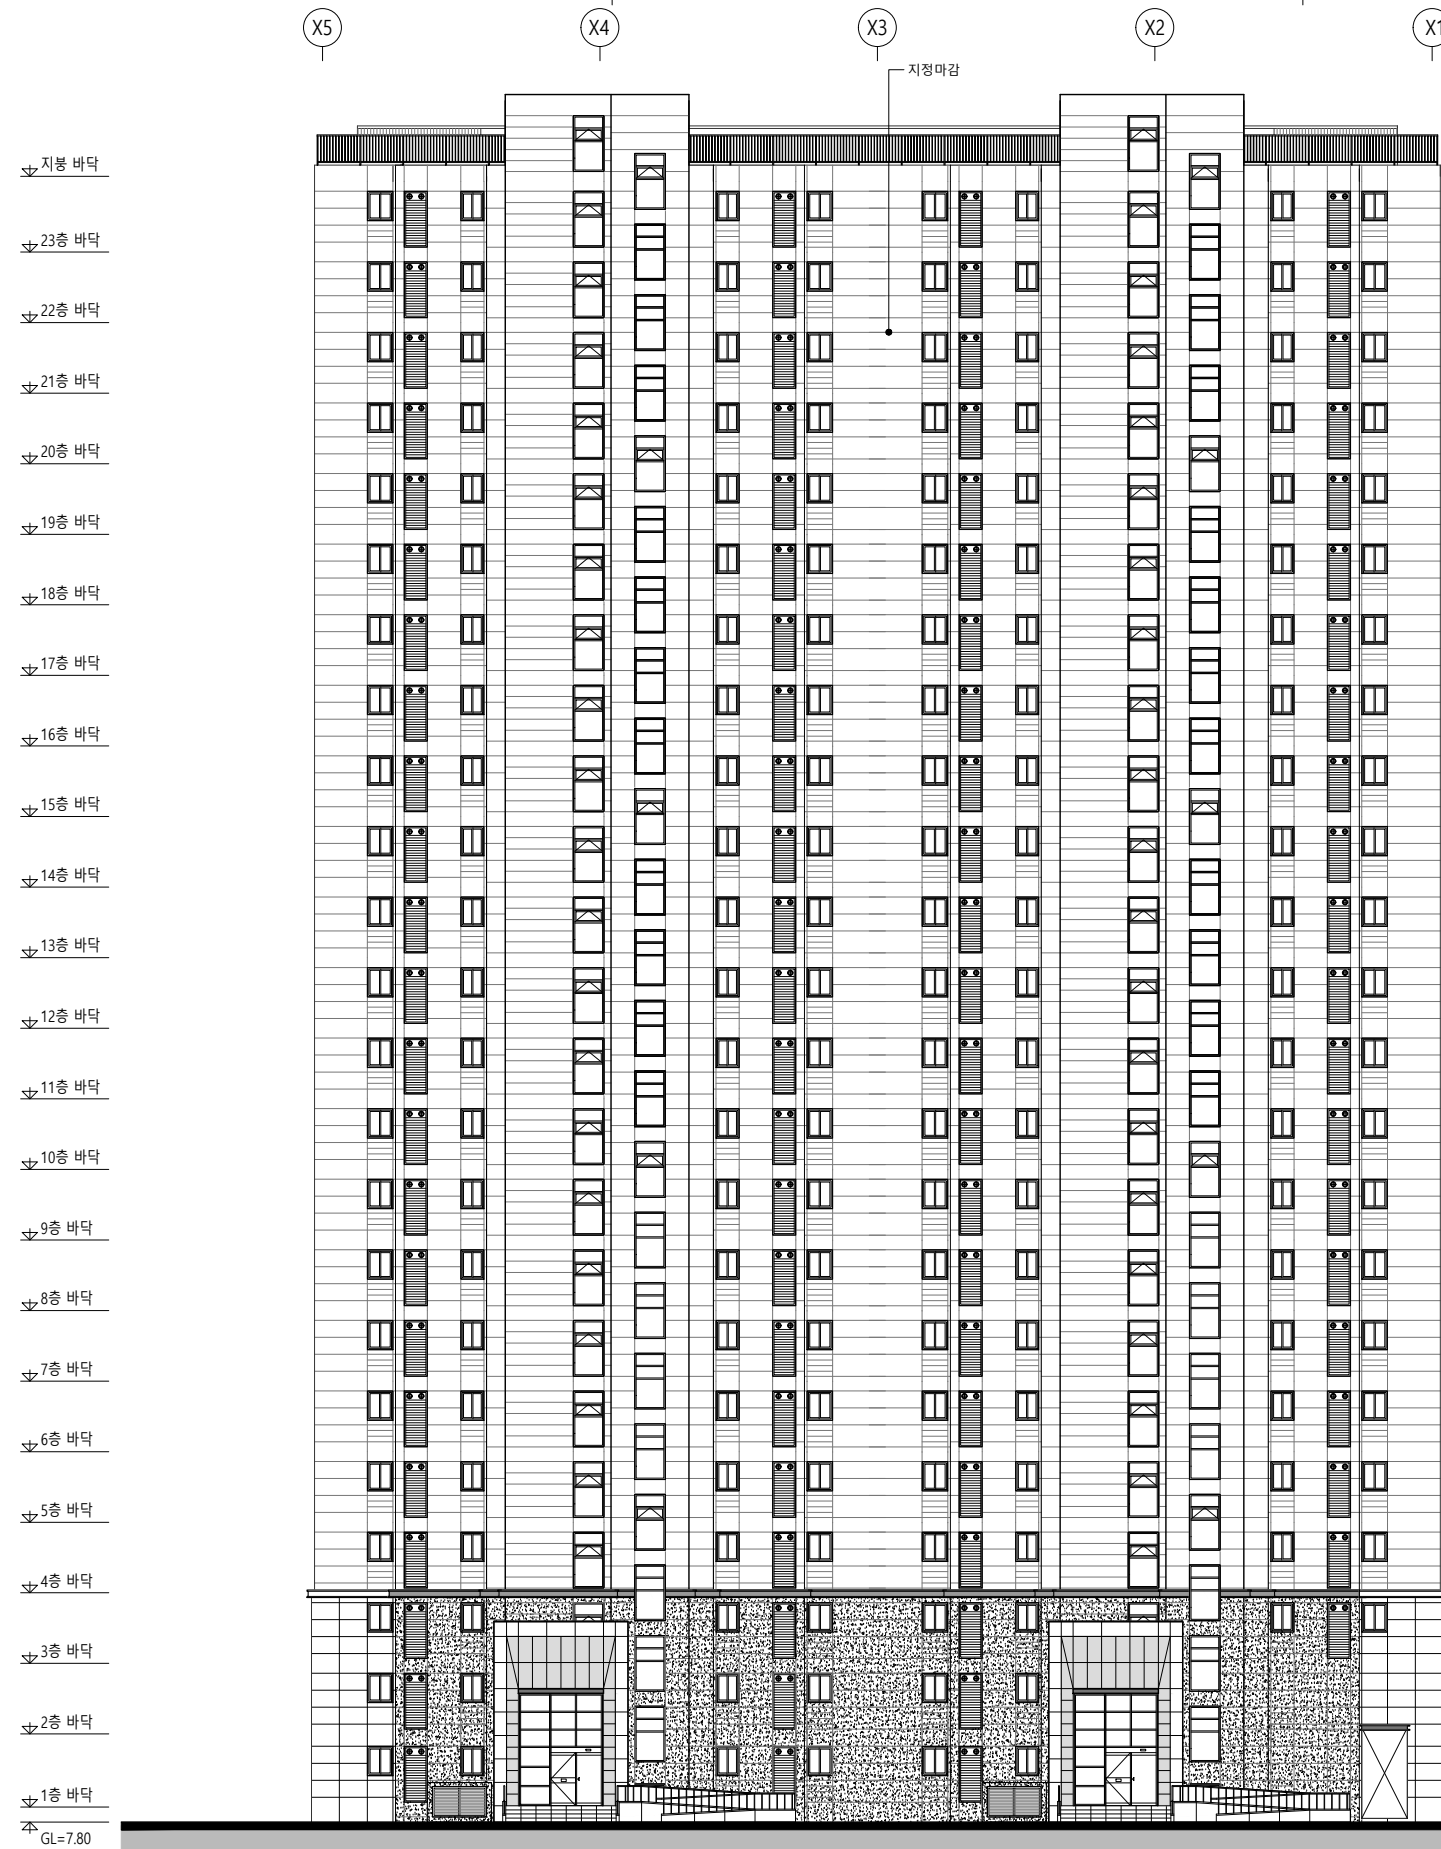 X5 X4 X3 X2 X1
지정마감
지붕 바닥
23층 바닥
22층 바닥
21층 바닥
20층 바닥
19층 바닥
18층 바닥
17층 바닥
16층 바닥
15층 바닥
14층 바닥
13층 바닥
12층 바닥
11층 바닥
10층 바닥
9층 바닥
8층 바닥
7층 바닥
6층 바닥
5층 바닥
4층 바닥
3층 바닥
2층 바닥
1층 바닥
GL=7.80